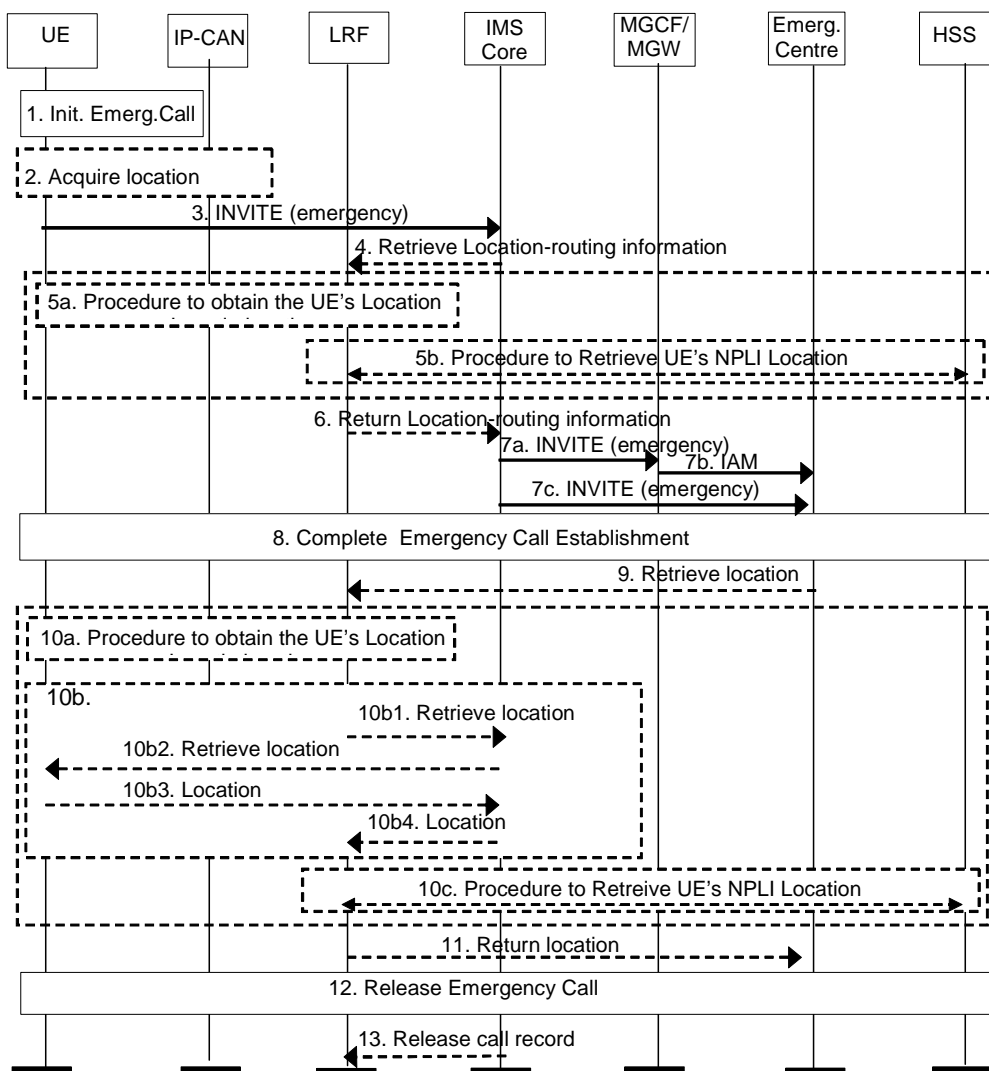 UE
IP-CAN
LRF
IMS
Core
MGCF/
MGW
Emerg.
Centre
HSS
1. Init. Emerg.Call
2. Acquire location
3. INVITE (emergency)
4. Retrieve Location-routing information
5a. Procedure to obtain the UE's Location
5b. Procedure to Retrieve UE's NPLI Location
6. Return Location-routing information
7a. INVITE (emergency)
7b. IAM
7c. INVITE (emergency)
8. Complete Emergency Call Establishment
9. Retrieve location
10a. Procedure to obtain the UE's Location
10b.
10b1. Retrieve location
10b2. Retrieve location
10b3. Location
10b4. Location
10c. Procedure to Retreive UE's NPLI Location
11. Return location
12. Release Emergency Call
13. Release call record